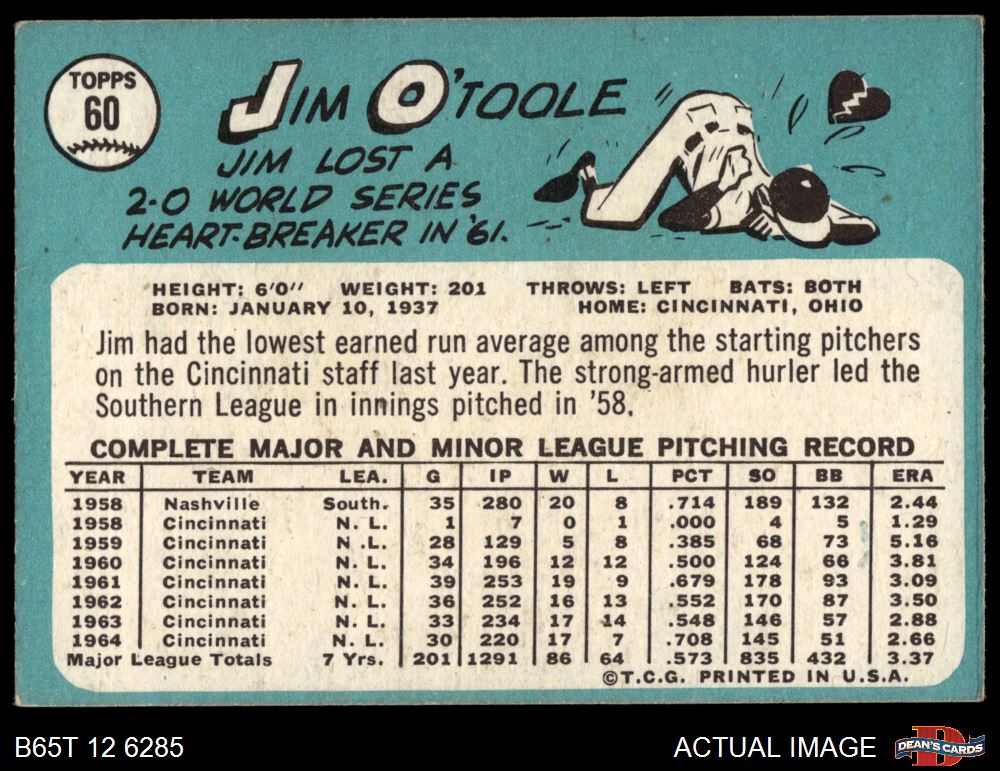 TOPPS
60
JIM O'TOOLE
JIM LOST A
2-0 WORLD SERIES
HEART-BREAKER IN '61.
HEIGHT: 6'0" WEIGHT: 201 THROWS: LEFT BATS: BOTH
BORN: JANUARY 10, 1937 HOME: CINCINNATI, OHIO
Jim had the lowest earned run average among the starting pitchers
on the Cincinnati staff last year. The strong-armed hurler led the
Southern League in innings pitched in '58.
COMPLETE MAJOR AND MINOR LEAGUE PITCHING RECORD
YEAR TEAM LEA. G IP W L PCT SO BB ERA
1958 Nashville South. 35 280 20 8 .714 189 132 2.44
1958 Cincinnati N. L. 1 7 0 1 .000 4 5 1.29
1959 Cincinnati N .L. 28 129 5 8 .385 68 73 5.16
1960 Cincinnati N. L. 34 196 12 12 .500 124 66 3.81
1961 Cincinnati N. L. 39 253 19 9 .679 178 93 3.09
1962 Cincinnati N. L. 36 252 16 13 .552 170 87 3.50
1963 Cincinnati N. L. 33 234 17 14 .548 146 57 2.88
1964 Cincinnati N. L. 30 220 17 7 .708 145 51 2.66
Major League Totals 7 Yrs. 201 1291 86 64 .573 835 432 3.37
©T.C.G. PRINTED IN U.S.A.
B65T 12 6285 ACTUAL IMAGE DEAN'S CARDS